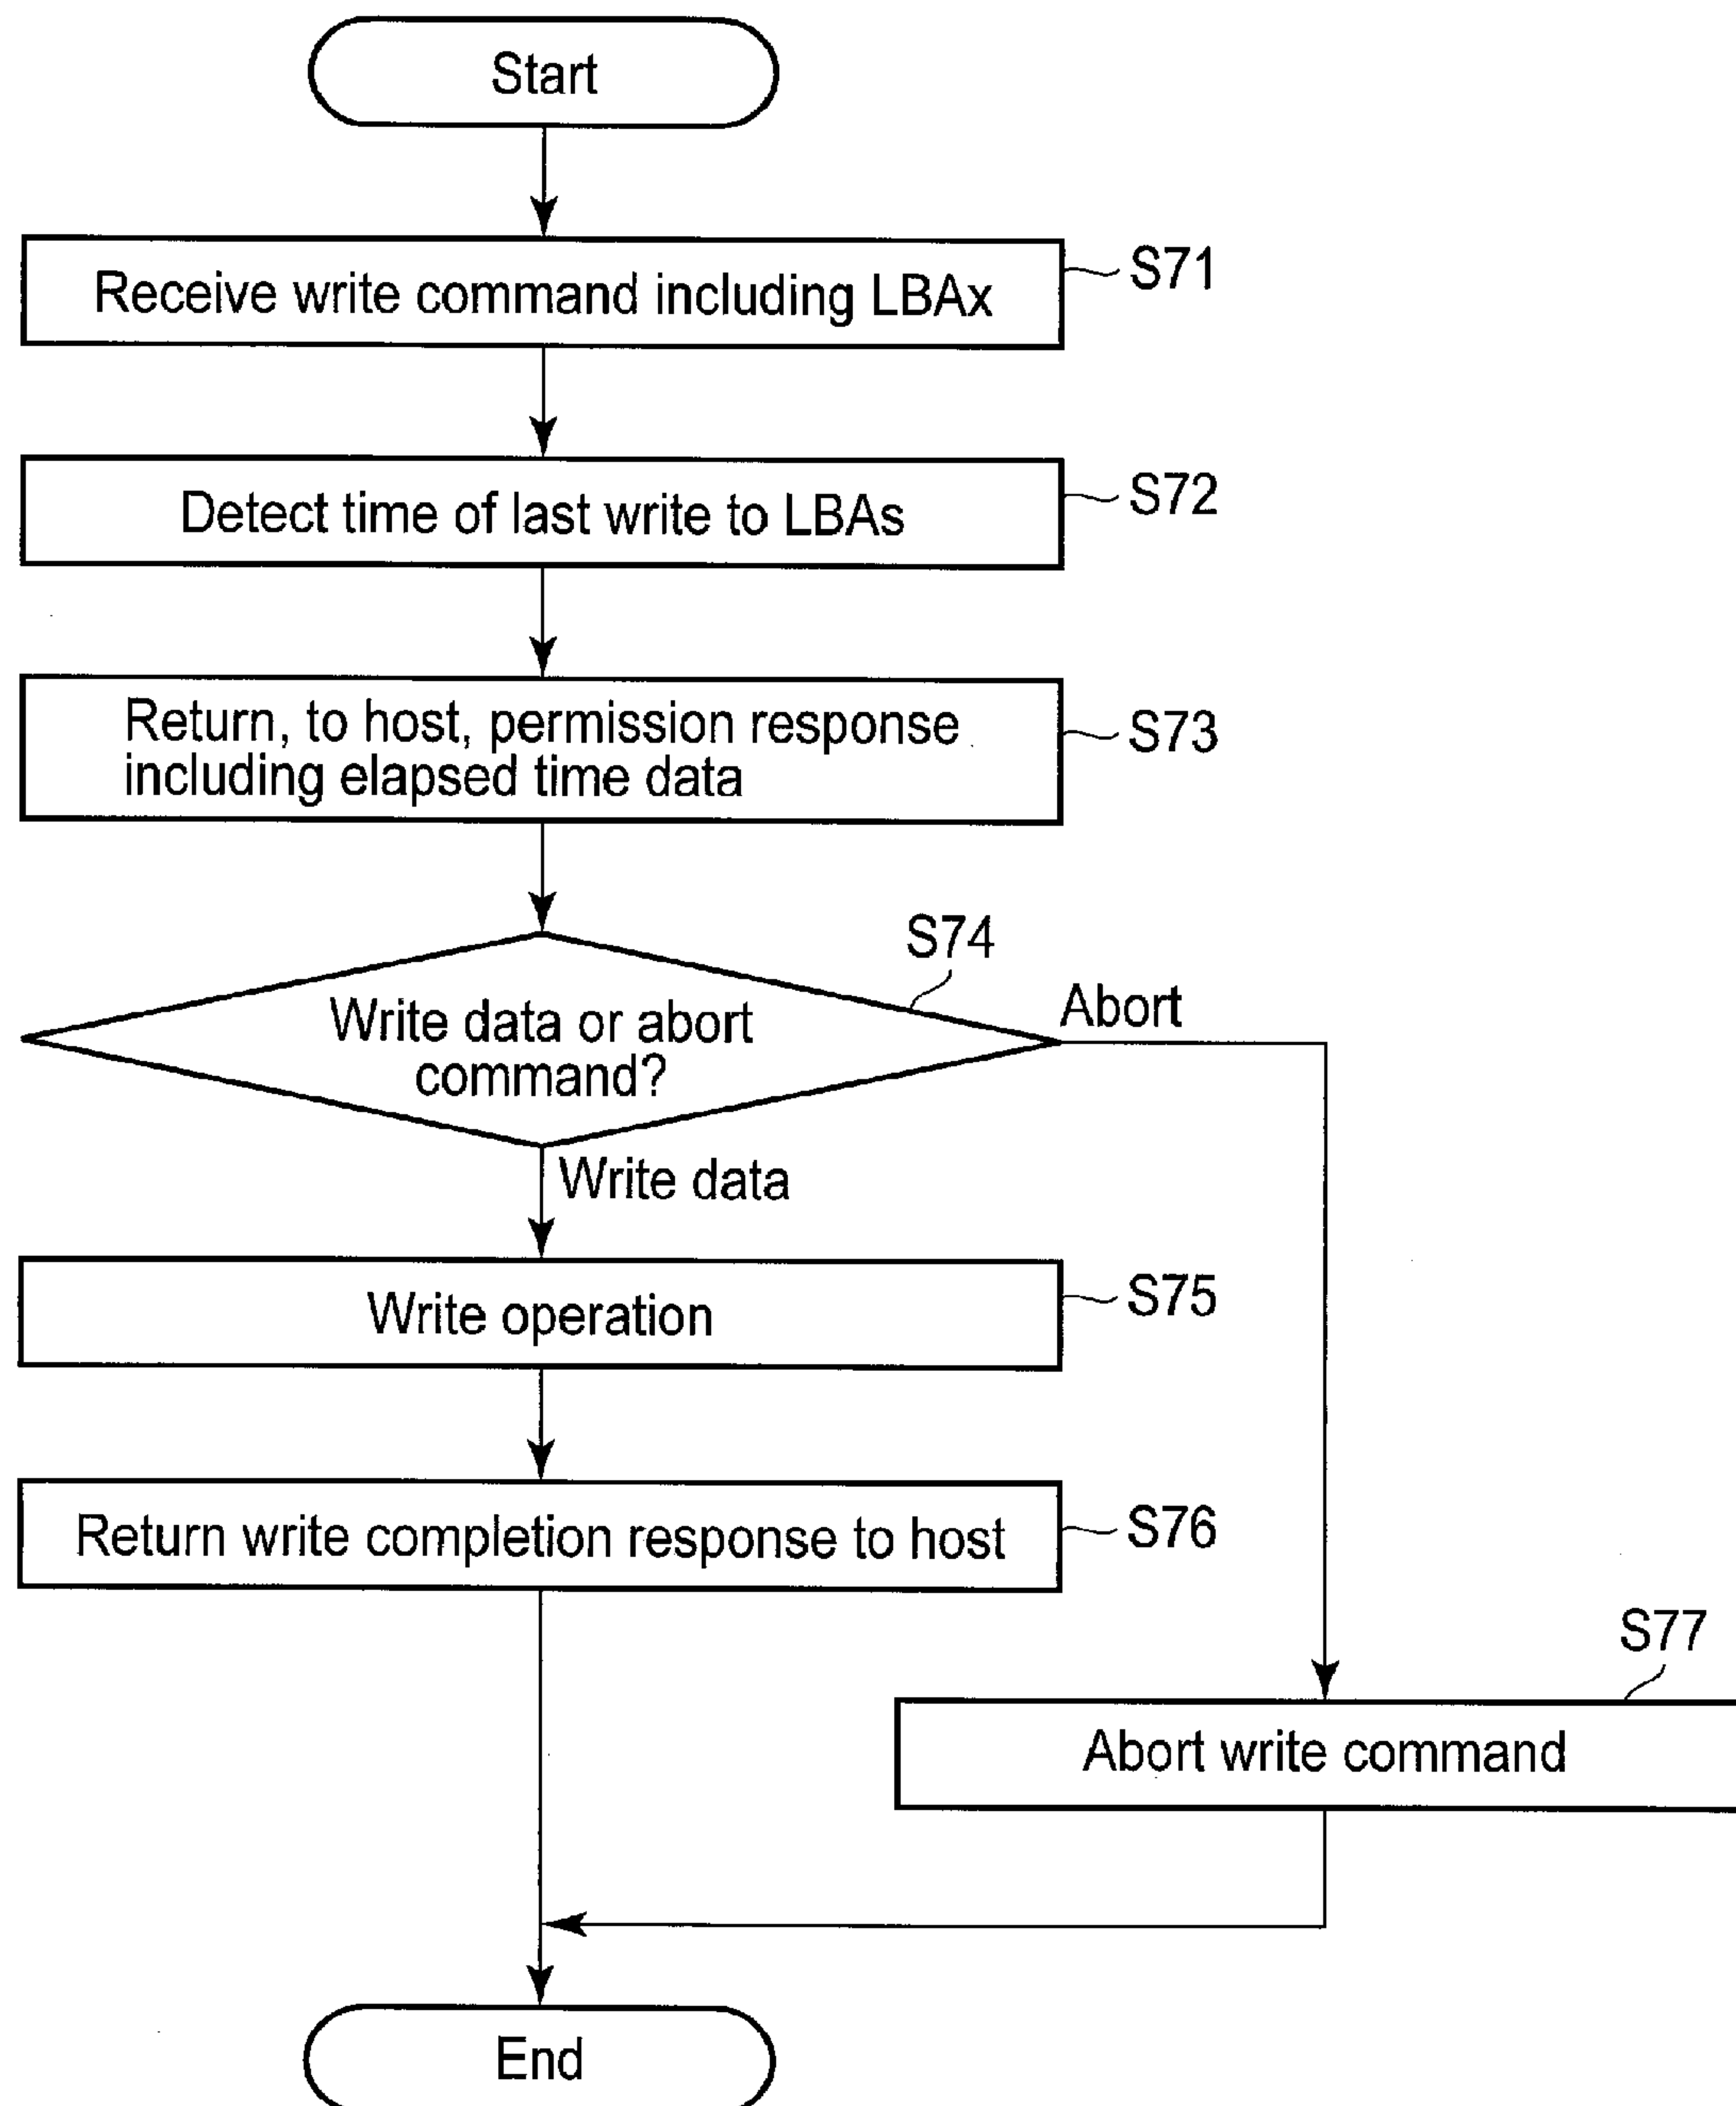 Start
Receive write command including LBAx
S71
Detect time of last write to LBAs
S72
Return, to host, permission response
including elapsed time data
S73
S74
Write data or abort
command?
Abort
Write data
Write operation
S75
Return write completion response to host
S76
S77
Abort write command
End